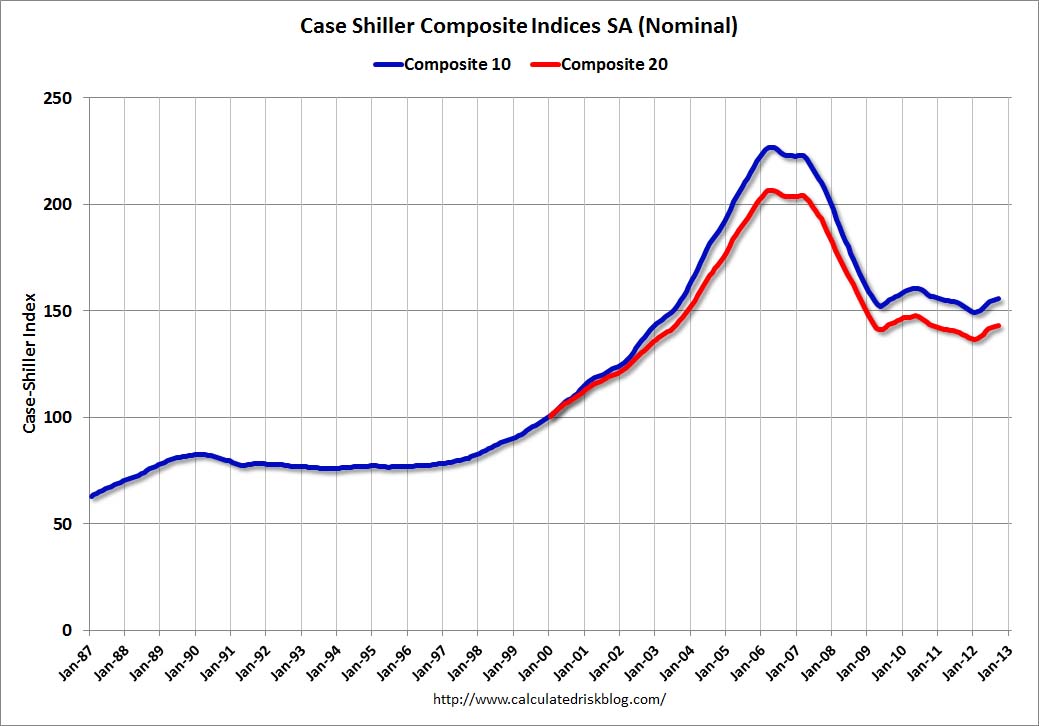 Case Shiller Composite Indices SA (Nominal)
Composite 10 Composite 20
250
200
150
100
50
0
Case-Shiller Index
Jan-87 Jan-88 Jan-89 Jan-90 Jan-91 Jan-92 Jan-93 Jan-94 Jan-95 Jan-96 Jan-97 Jan-98 Jan-99 Jan-00 Jan-01 Jan-02 Jan-03 Jan-04 Jan-05 Jan-06 Jan-07 Jan-08 Jan-09 Jan-10 Jan-11 Jan-12 Jan-13
http://www.calculatedriskblog.com/